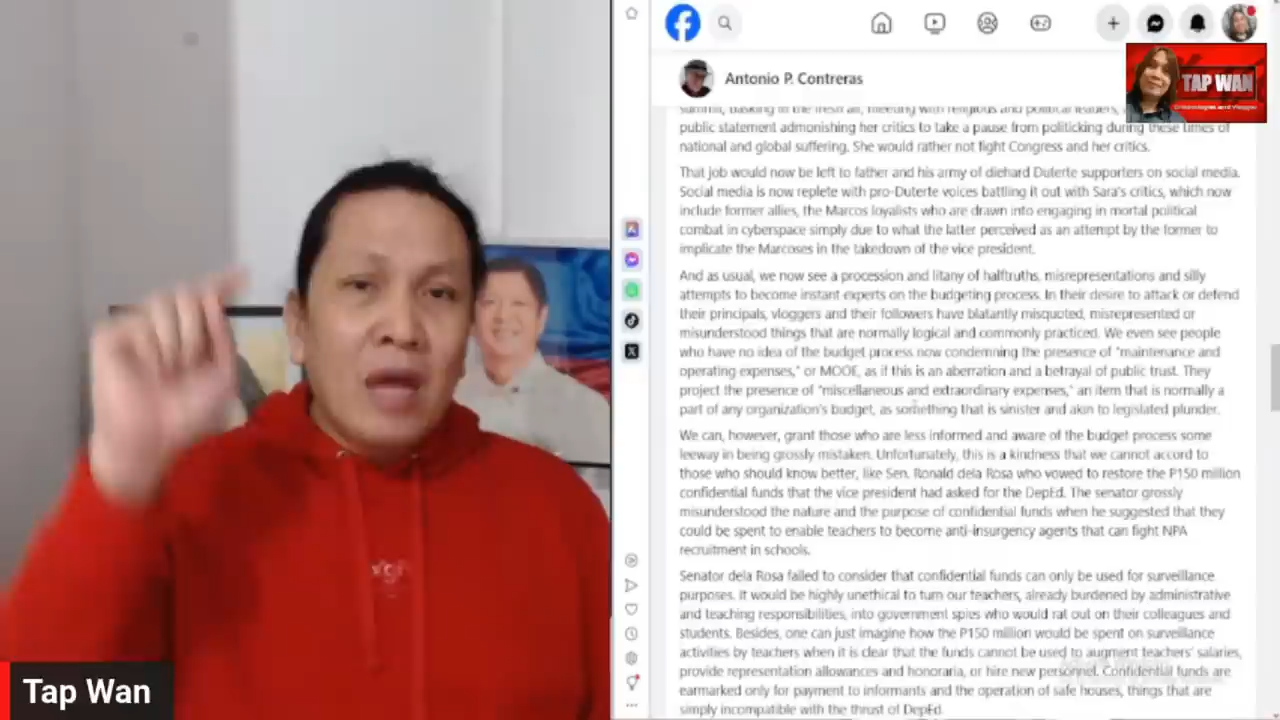 Antonio P. Contreras
TAP WAN
summit, basking in the fresh air, meeting with religious and political leaders,
public statement admonishing her critics to take a pause from politicking during these times of
national and global suffering. She would rather not fight Congress and her critics.
That job would now be left to father and his army of diehard Duterte supporters on social media.
Social media is now replete with pro-Duterte voices battling it out with Sara's critics, which now
include former allies, the Marcos loyalists who are drawn into engaging in mortal political
combat in cyberspace simply due to what the latter perceived as an attempt by the former to
implicate the Marcoses in the takedown of the vice president.
And as usual, we now see a procession and litany of halftruths, misrepresentations and silly
attempts to become instant experts on the budgeting process. In their desire to attack or defend
their principals, vloggers and their followers have blatantly misquoted, misrepresented or
misunderstood things that are normally logical and commonly practiced. We even see people
who have no idea of the budget process now condemning the presence of "maintenance and
operating expenses," or MOOE, as if this is an aberration and a betrayal of public trust. They
project the presence of "miscellaneous and extraordinary expenses," an item that is normally a
part of any organization's budget, as something that is sinister and akin to legislated plunder.
We can, however, grant those who are less informed and aware of the budget process some
leeway in being grossly mistaken. Unfortunately, this is a kindness that we cannot accord to
those who should know better, like Sen. Ronald dela Rosa who vowed to restore the P150 million
confidential funds that the vice president had asked for the DepEd. The senator grossly
misunderstood the nature and the purpose of confidential funds when he suggested that they
could be spent to enable teachers to become anti-insurgency agents that can fight NPA
recruitment in schools.
Senator dela Rosa failed to consider that confidential funds can only be used for surveillance
purposes. It would be highly unethical to turn our teachers, already burdened by administrative
and teaching responsibilities, into government spies who would rat out on their colleagues and
students. Besides, one can just imagine how the P150 million would be spent on surveillance
activities by teachers when it is clear that the funds cannot be used to augment teachers' salaries,
provide representation allowances and honoraria, or hire new personnel. Confidential funds are
earmarked only for payment to informants and the operation of safe houses, things that are
simply incompatible with the thrust of DepEd.
Tap Wan